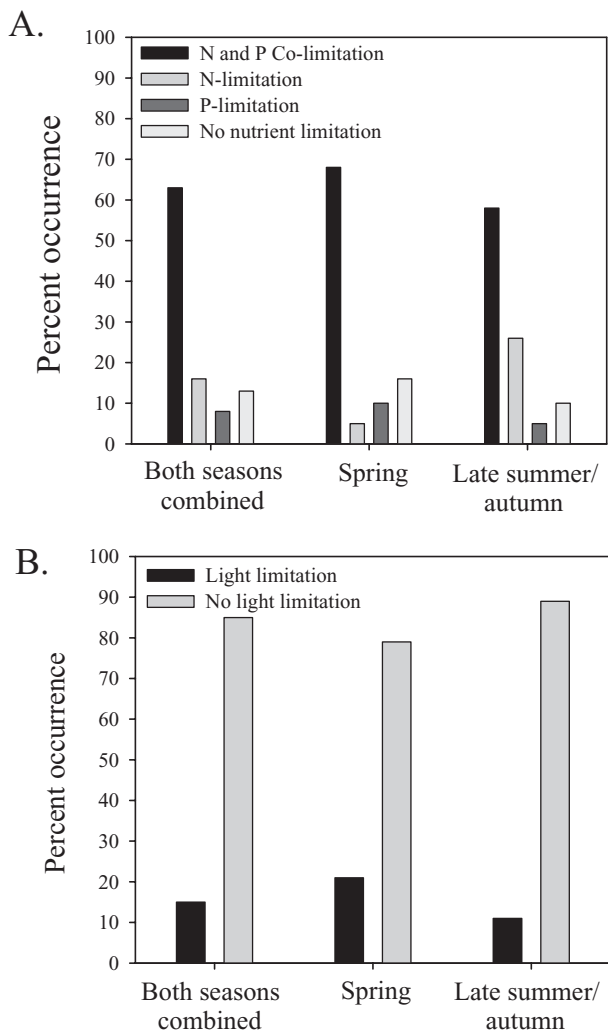 A.
100
90
80
70
60
50
40
30
20
10
0
Percent occurrence
N and P Co-limitation
N-limitation
P-limitation
No nutrient limitation
Both seasons
combined
Spring
Late summer/
autumn
B.
100
90
80
70
60
50
40
30
20
10
0
Percent occurrence
Light limitation
No light limitation
Both seasons
combined
Spring
Late summer/
autumn